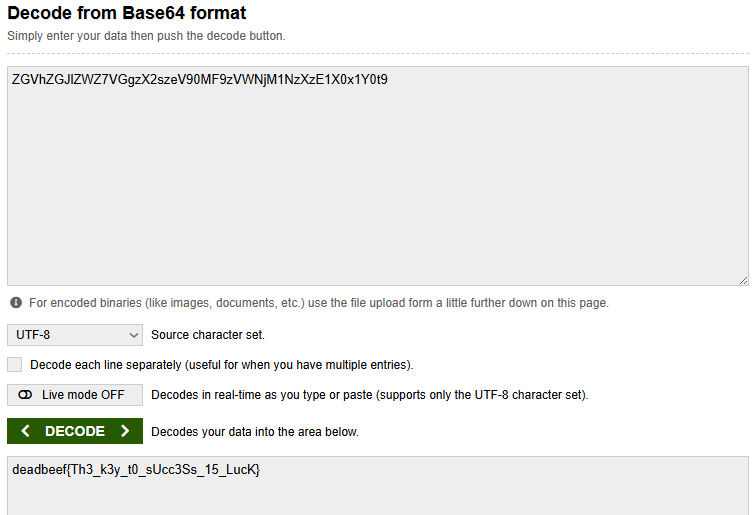 Decode from Base64 format
Simply enter your data then push the decode button.
ZGVhZGJlZWZ7VGgzX2szeV90MF9zVWNjM1NzXzE1X0x1Y0t9
For encoded binaries (like images, documents, etc.) use the file upload form a little further down on this page.
UTF-8 Source character set.
Decode each line separately (useful for when you have multiple entries).
Live mode OFF Decodes in real-time as you type or paste (supports only the UTF-8 character set).
DECODE Decodes your data into the area below.
deadbeef{Th3_k3y_t0_sUcc3Ss_15_LucK}